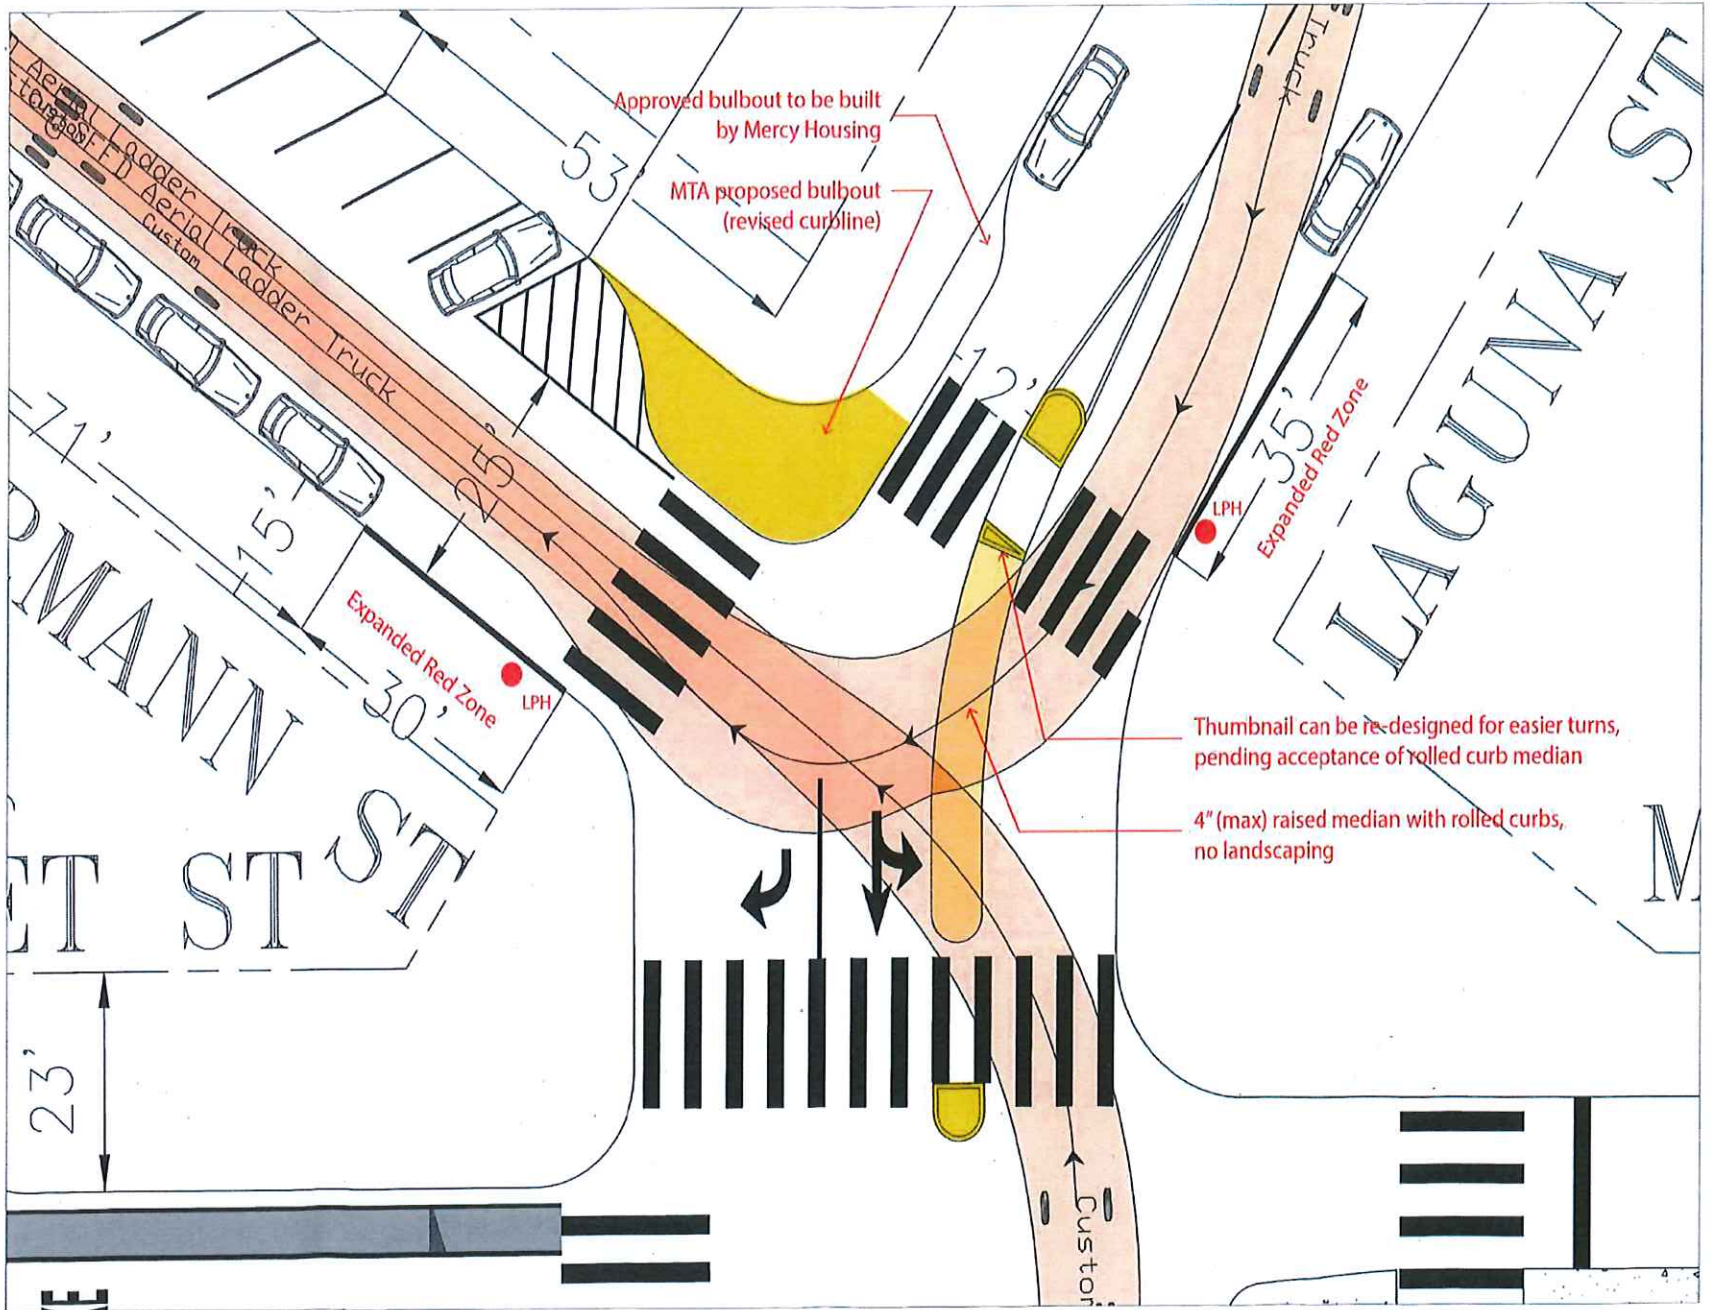 Truck
Approved bulbout to be built
by Mercy Housing
MTA proposed bulbout
(revised curbline)
53'
Aerial Ladder Truck
SFFD Aerial Ladder Truck
Custom
12'
25'
71'
15'
30'
35'
Expanded Red Zone
LPH
LAGUNA ST
Expanded Red Zone
LPH
RMANN ST
Thumbnail can be re-designed for easier turns,
pending acceptance of rolled curb median
4" (max) raised median with rolled curbs,
no landscaping
ET ST
M
23'
Custom